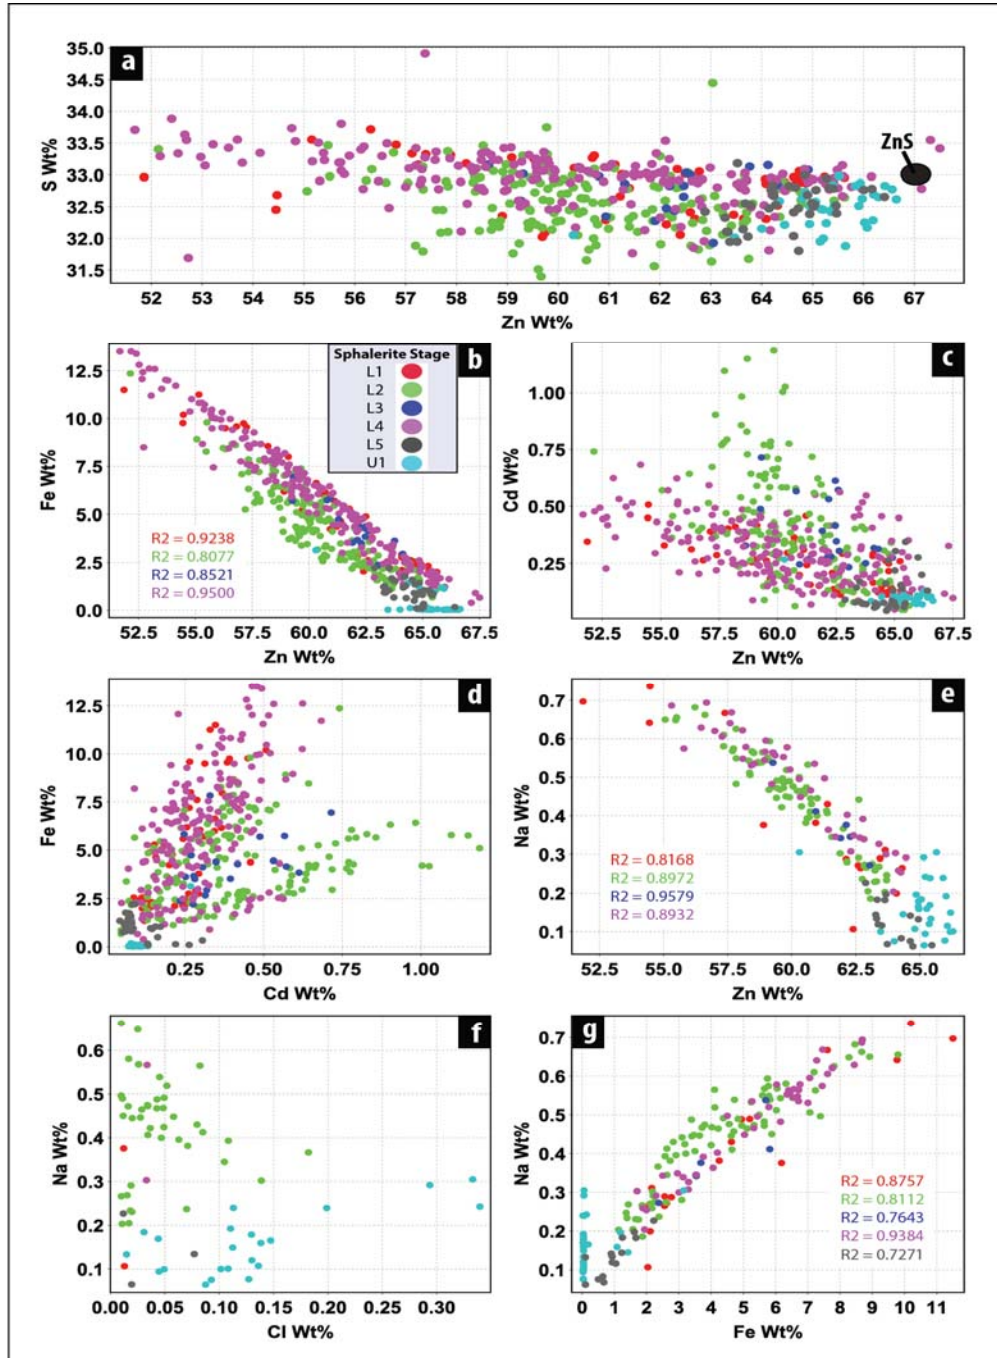 a
35.0
34.5
34.0
33.5
33.0
32.5
32.0
31.5
S Wt%
ZnS
52 53 54 55 56 57 58 59 60 61 62 63 64 65 66 67
Zn Wt%
b
12.5
10.0
7.5
5.0
2.5
0.0
Fe Wt%
Sphalerite Stage
L1
L2
L3
L4
L5
U1
R2 = 0.9238
R2 = 0.8077
R2 = 0.8521
R2 = 0.9500
52.5 55.0 57.5 60.0 62.5 65.0 67.5
Zn Wt%
c
1.00
0.75
0.50
0.25
Cd Wt%
52.5 55.0 57.5 60.0 62.5 65.0 67.5
Zn Wt%
d
12.5
10.0
7.5
5.0
2.5
0.0
Fe Wt%
0.25 0.50 0.75 1.00
Cd Wt%
e
0.7
0.6
0.5
0.4
0.3
0.2
0.1
Na Wt%
R2 = 0.8168
R2 = 0.8972
R2 = 0.9579
R2 = 0.8932
52.5 55.0 57.5 60.0 62.5 65.0
Zn Wt%
f
0.6
0.5
0.4
0.3
0.2
0.1
Na Wt%
0.00 0.05 0.10 0.15 0.20 0.25 0.30
Cl Wt%
g
0.7
0.6
0.5
0.4
0.3
0.2
0.1
Na Wt%
R2 = 0.8757
R2 = 0.8112
R2 = 0.7643
R2 = 0.9384
R2 = 0.7271
0 1 2 3 4 5 6 7 8 9 10 11
Fe Wt%